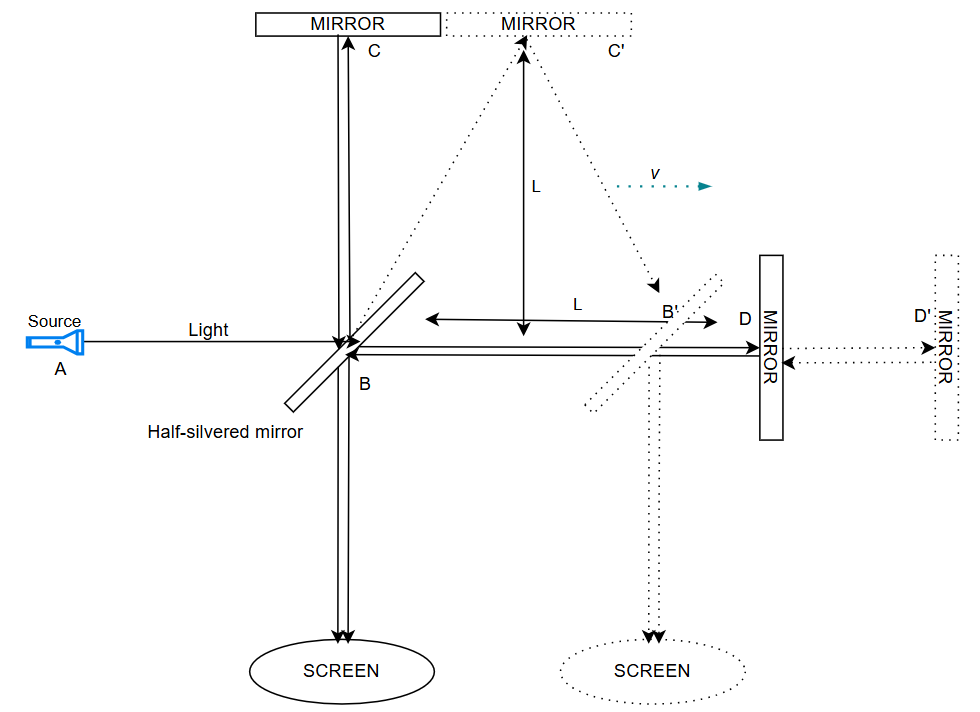 MIRROR
MIRROR
C
C'
v
L
L
B'
D
D'
Source
Light
A
MIRROR
MIRROR
B
Half-silvered mirror
SCREEN
SCREEN